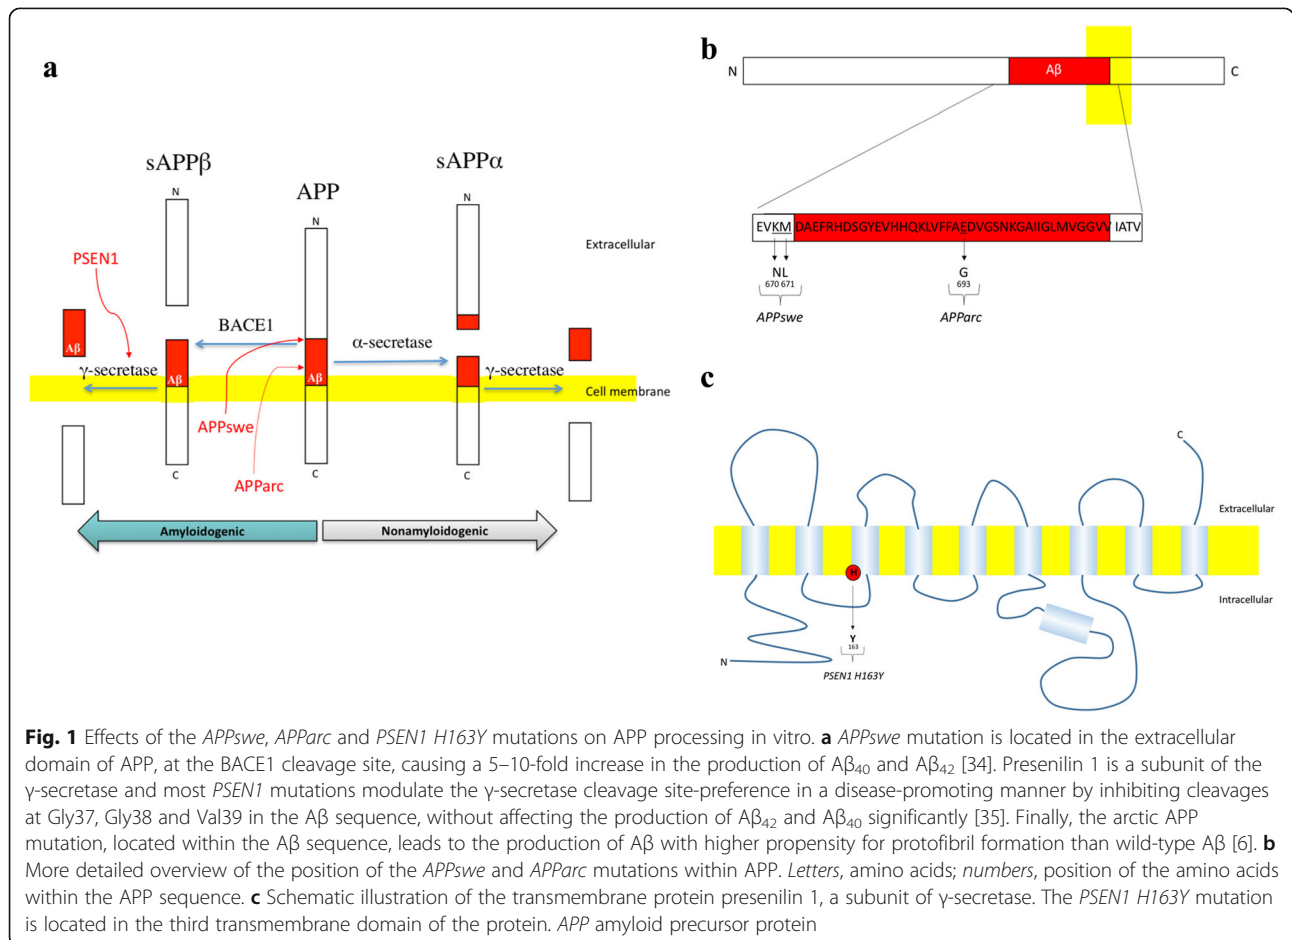 a
sAPPβ
APP
sAPPα
N
N
N
Extracellular
PSEN1
BACE1
α-secretase
Aβ
Aβ
Aβ
γ-secretase
γ-secretase
Cell membrane
APPswe
APParc
C
C
C
Amyloidogenic
Nonamyloidogenic
b
N
Aβ
C
EVKM DAEFRHDSGYEVHHQKLVFFAEDVGSNKGAIIGLMVGGVV IATV
NL
G
670 671
693
APPswe
APParc
c
C
Extracellular
H
Intracellular
Y
163
N
PSEN1 H163Y
Fig. 1 Effects of the APPswe, APParc and PSEN1 H163Y mutations on APP processing in vitro. a APPswe mutation is located in the extracellular
domain of APP, at the BACE1 cleavage site, causing a 5–10-fold increase in the production of Aβ40 and Aβ42 [34]. Presenilin 1 is a subunit of the
γ-secretase and most PSEN1 mutations modulate the γ-secretase cleavage site-preference in a disease-promoting manner by inhibiting cleavages
at Gly37, Gly38 and Val39 in the Aβ sequence, without affecting the production of Aβ42 and Aβ40 significantly [35]. Finally, the arctic APP
mutation, located within the Aβ sequence, leads to the production of Aβ with higher propensity for protofibril formation than wild-type Aβ [6]. b
More detailed overview of the position of the APPswe and APParc mutations within APP. Letters, amino acids; numbers, position of the amino acids
within the APP sequence. c Schematic illustration of the transmembrane protein presenilin 1, a subunit of γ-secretase. The PSEN1 H163Y mutation
is located in the third transmembrane domain of the protein. APP amyloid precursor protein